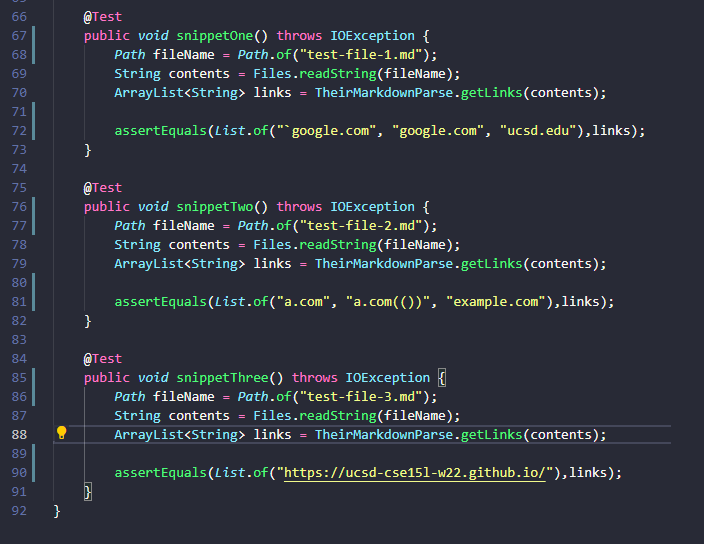 66 @Test
67 public void snippetOne() throws IOException {
68 Path fileName = Path.of("test-file-1.md");
69 String contents = Files.readString(fileName);
70 ArrayList<String> links = TheirMarkdownParse.getLinks(contents);
71
72 assertEquals(List.of("`google.com", "google.com", "ucsd.edu"),links);
73 }
74
75 @Test
76 public void snippetTwo() throws IOException {
77 Path fileName = Path.of("test-file-2.md");
78 String contents = Files.readString(fileName);
79 ArrayList<String> links = TheirMarkdownParse.getLinks(contents);
80
81 assertEquals(List.of("a.com", "a.com(())", "example.com"),links);
82 }
83
84 @Test
85 public void snippetThree() throws IOException {
86 Path fileName = Path.of("test-file-3.md");
87 String contents = Files.readString(fileName);
88 ArrayList<String> links = TheirMarkdownParse.getLinks(contents);
89
90 assertEquals(List.of("https://ucsd-cse15l-w22.github.io/"),links);
91 }
92 }